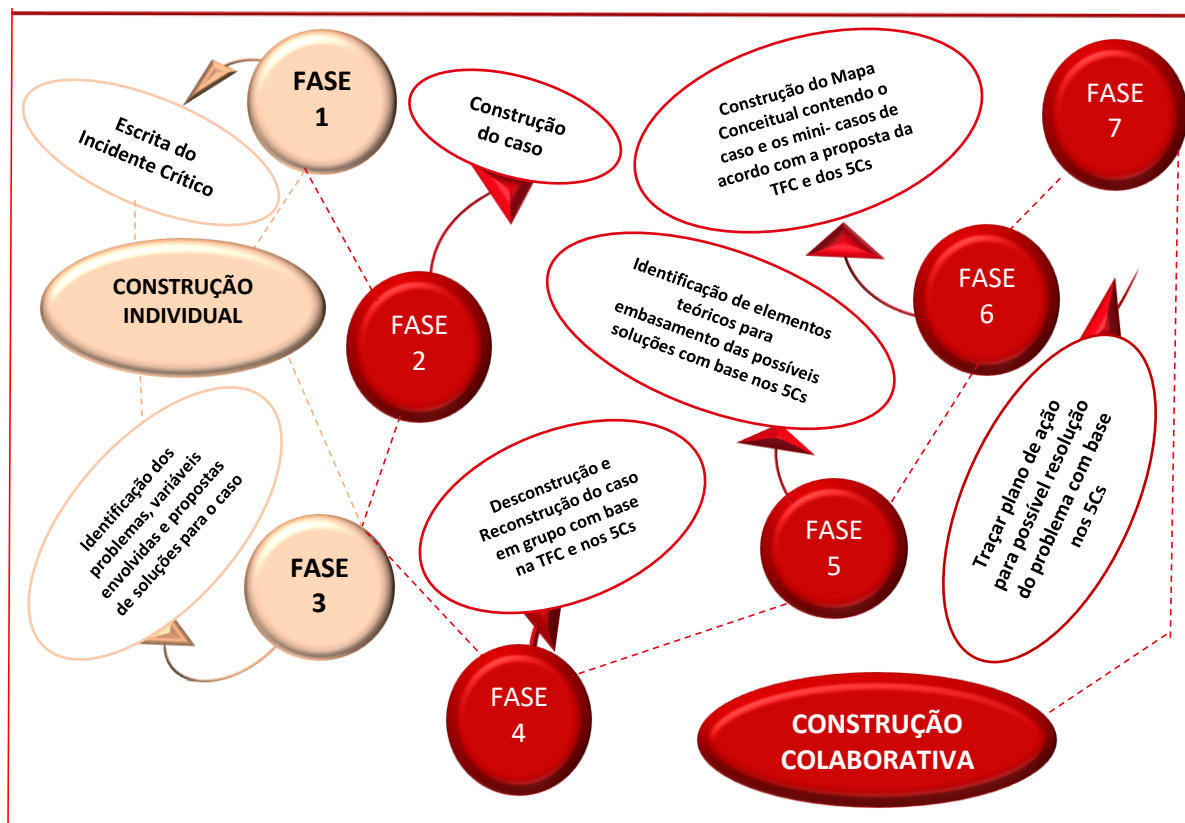 FASE
1
Escrita do
Incidente Crítico
CONSTRUÇÃO
INDIVIDUAL
FASE
2
Construção
do caso
Identificação dos
problemas, variáveis
envolvidas e propostas
de soluções para o caso
FASE
3
Desconstrução e
Reconstrução do caso
em grupo com base
na TFC e nos 5Cs
FASE
4
Identificação de elementos
teóricos para
embasamento das possíveis
soluções com base nos 5Cs
FASE
5
Construção do Mapa
Conceitual contendo o
caso e os mini- casos de
acordo com a proposta da
TFC e dos 5Cs
FASE
6
FASE
7
Traçar plano de ação
para possível resolução
do problema com base
nos 5Cs
CONSTRUÇÃO
COLABORATIVA